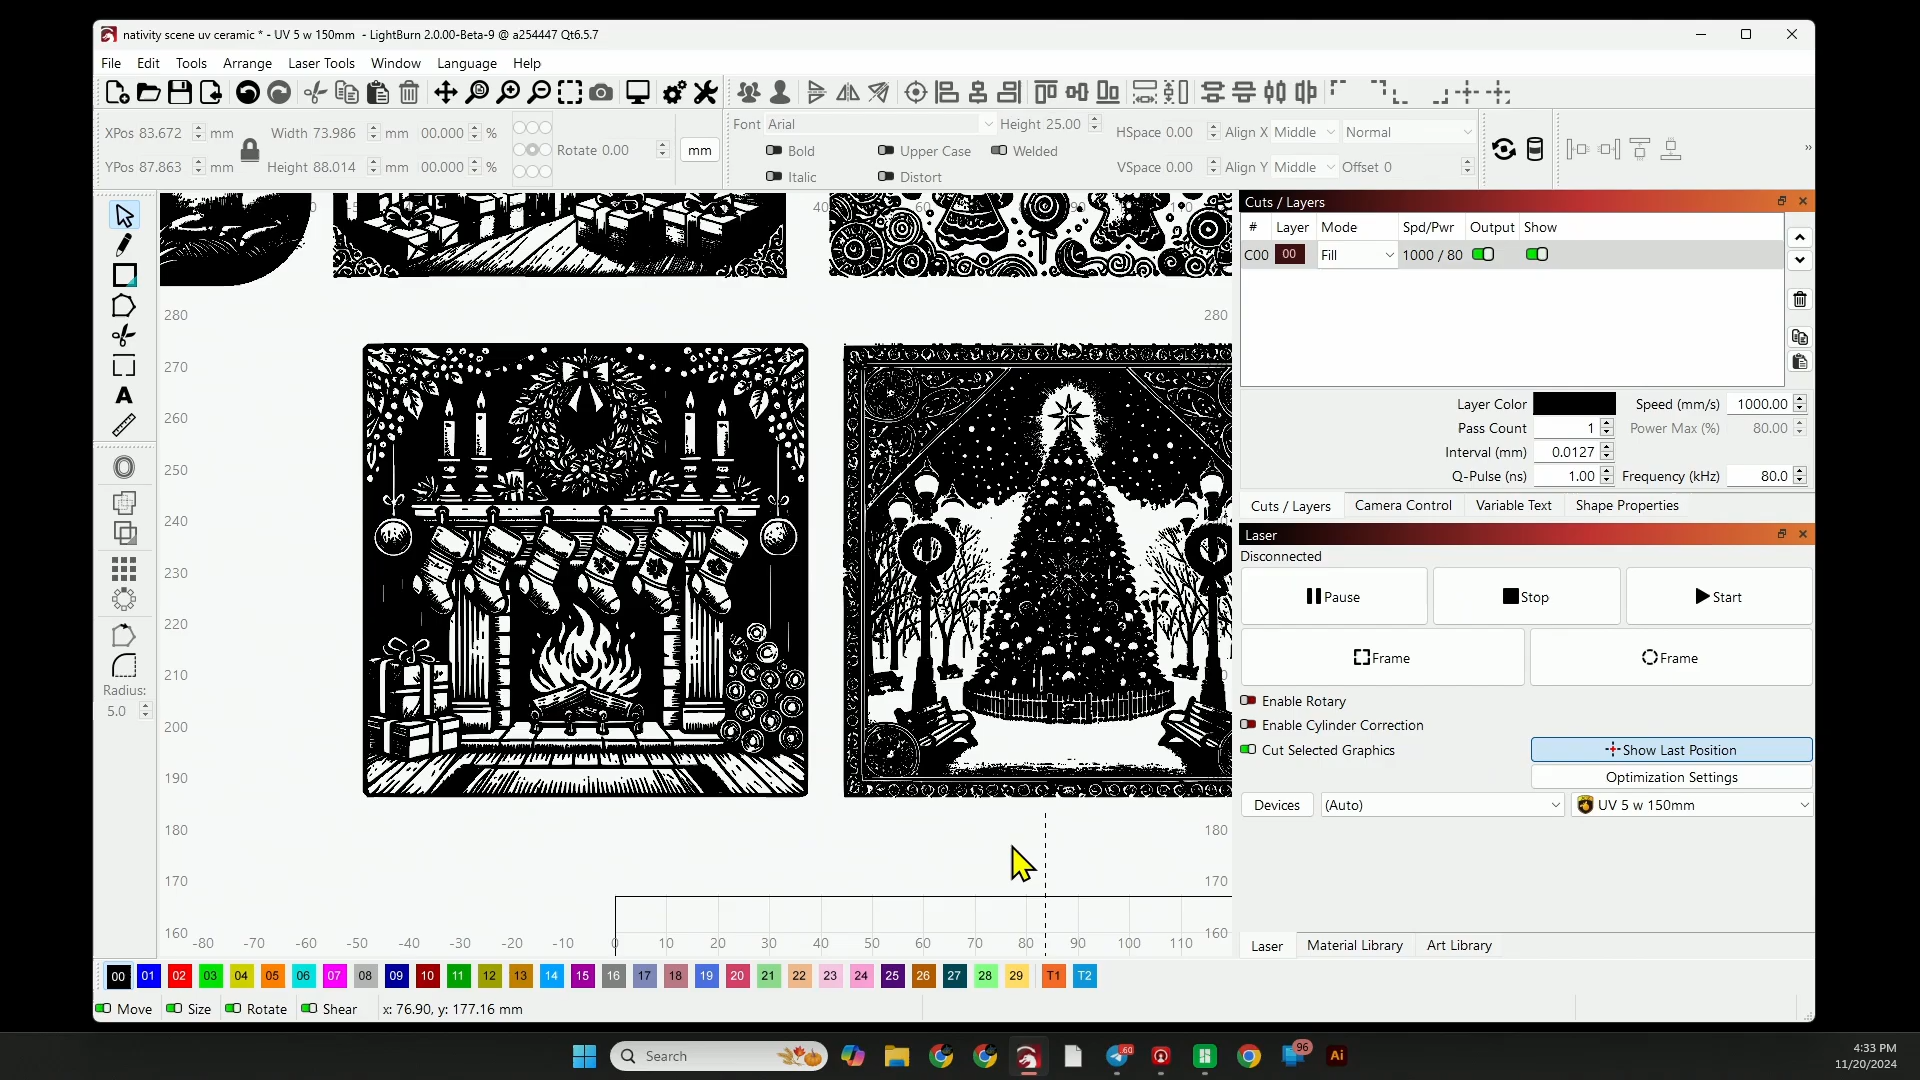 nativity scene uv ceramic * - UV 5 w 150mm - LightBurn 2.0.00-Beta-9 @ a254447 Qt6.5.7
File Edit Tools Arrange Laser Tools Window Language Help
XPos 83.672 mm Width 73.986 mm 00.000 %
YPos 87.863 mm Height 88.014 mm 00.000 %
Rotate 0.00 mm
Font Arial Height 25.00
Bold Upper Case Welded
Italic Distort
HSpace 0.00 Align X Middle Normal
VSpace 0.00 Align Y Middle Offset 0
Radius:
5.0
280 280
270
260
250
240
230
220
210
200
190
180 180
170 170
160 160
-80 -70 -60 -50 -40 -30 -20 -10 0 10 20 30 40 50 60 70 80 90 100 110
Cuts / Layers
# Layer Mode Spd/Pwr Output Show
C00 00 Fill 1000 / 80
Layer Color Speed (mm/s) 1000.00
Pass Count 1 Power Max (%) 80.00
Interval (mm) 0.0127
Q-Pulse (ns) 1.00 Frequency (kHz) 80.0
Cuts / Layers Camera Control Variable Text Shape Properties
Laser
Disconnected
Pause Stop Start
Frame Frame
Enable Rotary
Enable Cylinder Correction
Cut Selected Graphics Show Last Position
Optimization Settings
Devices (Auto) UV 5 w 150mm
Laser Material Library Art Library
00 01 02 03 04 05 06 07 08 09 10 11 12 13 14 15 16 17 18 19 20 21 22 23 24 25 26 27 28 29 T1 T2
Move Size Rotate Shear x: 76.90, y: 177.16 mm
Search
60
96
Ai
4:33 PM
11/20/2024